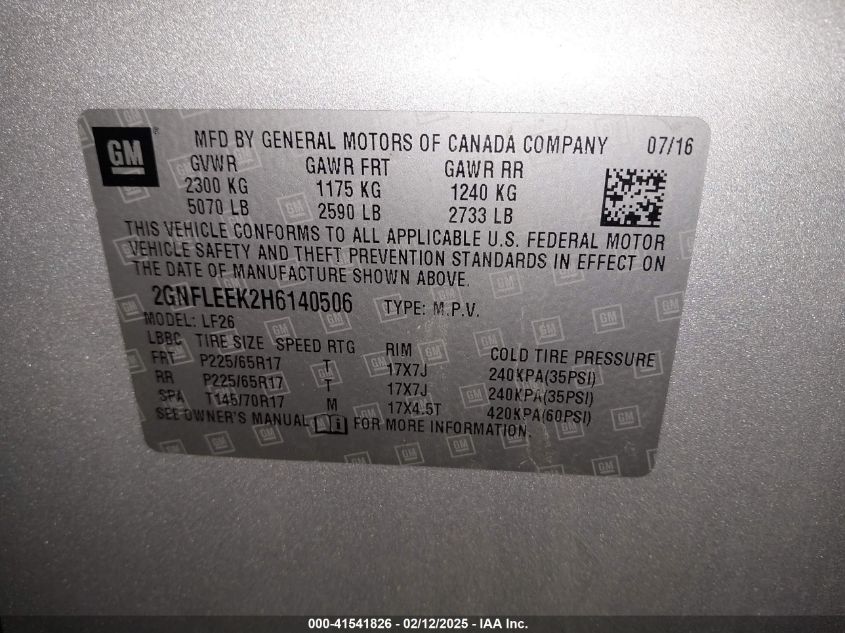 GM ® MFD BY GENERAL MOTORS OF CANADA COMPANY 07/16
GVWR GAWR FRT GAWR RR
2300 KG 1175 KG 1240 KG
5070 LB 2590 LB 2733 LB
THIS VEHICLE CONFORMS TO ALL APPLICABLE U.S. FEDERAL MOTOR
VEHICLE SAFETY AND THEFT PREVENTION STANDARDS IN EFFECT ON
THE DATE OF MANUFACTURE SHOWN ABOVE.
2GNFLEEK2H6140506 TYPE: M.P.V.
MODEL: LF26
LBBC TIRE SIZE SPEED RTG RIM COLD TIRE PRESSURE
FRT P225/65R17 T 17X7J 240KPA(35PSI)
RR P225/65R17 T 17X7J 240KPA(35PSI)
SPA T145/70R17 M 17X4.5T 420KPA(60PSI)
SEE OWNER'S MANUAL i FOR MORE INFORMATION.
000-41541826 - 02/12/2025 - IAA Inc.